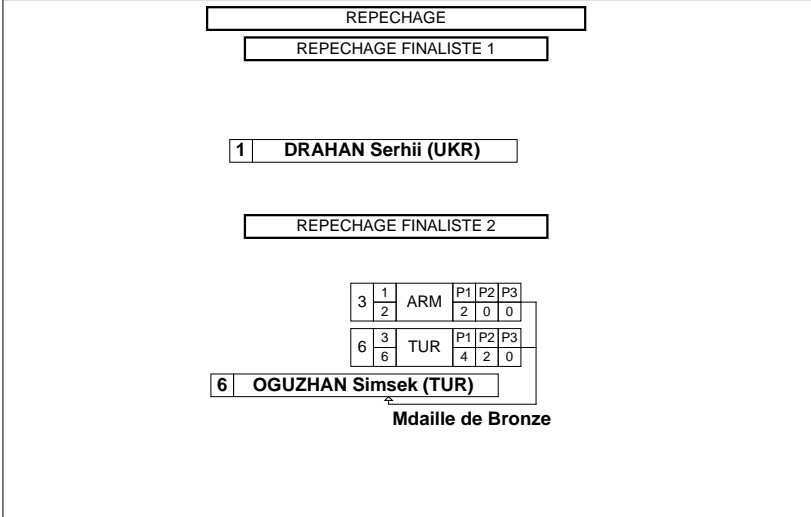 REPECHAGE
REPECHAGE FINALISTE 1
1 DRAHAN Serhii (UKR)
REPECHAGE FINALISTE 2
3 1 ARM P1 P2 P3
2 2 0 0
6 3 TUR P1 P2 P3
6 4 2 0
6 OGUZHAN Simsek (TUR)
Mdaille de Bronze